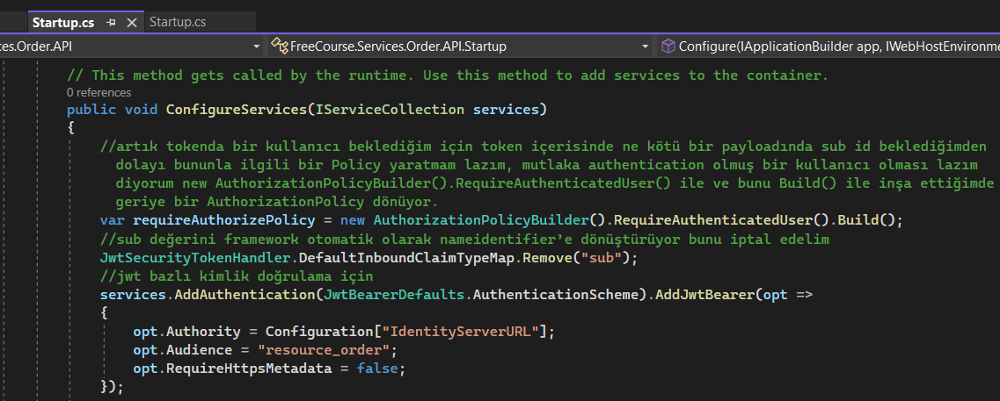 Startup.cs
Startup.cs
ces.Order.API
FreeCourse.Services.Order.API.Startup
Configure(IApplicationBuilder app, IWebHostEnvironme
// This method gets called by the runtime. Use this method to add services to the container.
0 references
public void ConfigureServices(IServiceCollection services)
{
//artık tokenda bir kullanıcı beklediğim için token içerisinde ne kötü bir payloadında sub id beklediğimden
dolayı bununla ilgili bir Policy yaratmam lazım, mutlaka authentication olmuş bir kullanıcı olması lazım
diyorum new AuthorizationPolicyBuilder().RequireAuthenticatedUser() ile ve bunu Build() ile inşa ettiğimde
geriye bir AuthorizationPolicy dönüyor.
var requireAuthorizePolicy = new AuthorizationPolicyBuilder().RequireAuthenticatedUser().Build();
//sub değerini framework otomatik olarak nameidentifier’e dönüştürüyor bunu iptal edelim
JwtSecurityTokenHandler.DefaultInboundClaimTypeMap.Remove("sub");
//jwt bazlı kimlik doğrulama için
services.AddAuthentication(JwtBearerDefaults.AuthenticationScheme).AddJwtBearer(opt =>
{
opt.Authority = Configuration["IdentityServerURL"];
opt.Audience = "resource_order";
opt.RequireHttpsMetadata = false;
});